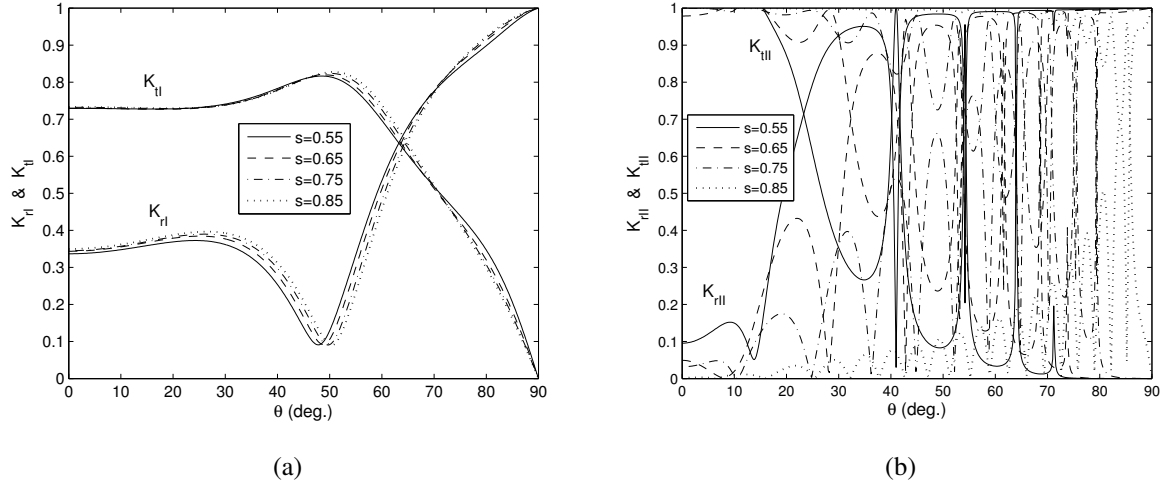 1
0.9
0.8
0.7
0.6
0.5
0.4
0.3
0.2
0.1
0
K_rI & K_tI
K_tI
K_rI
s=0.55
s=0.65
s=0.75
s=0.85
0 10 20 30 40 50 60 70 80 90
θ (deg.)
(a)
1
0.9
0.8
0.7
0.6
0.5
0.4
0.3
0.2
0.1
0
K_rII & K_tII
K_tII
K_rII
s=0.55
s=0.65
s=0.75
s=0.85
0 10 20 30 40 50 60 70 80 90
θ (deg.)
(b)